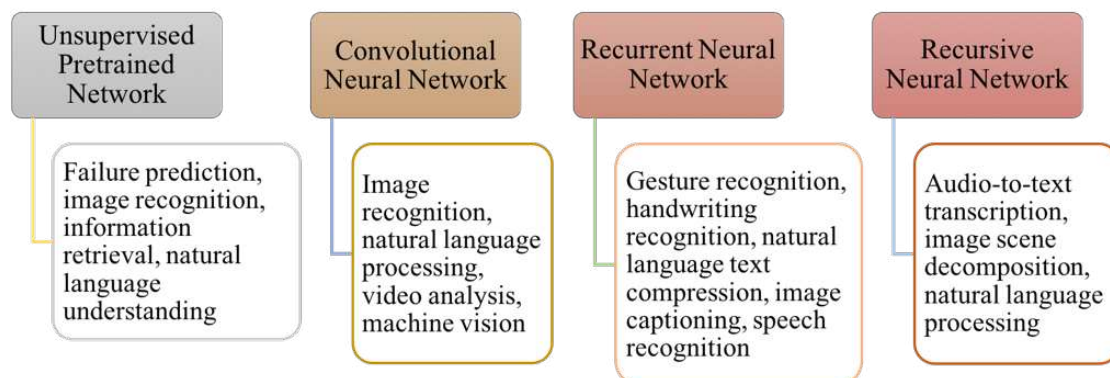 Unsupervised
Pretrained
Network
Failure prediction,
image recognition,
information
retrieval, natural
language
understanding
Convolutional
Neural Network
Image
recognition,
natural language
processing,
video analysis,
machine vision
Recurrent Neural
Network
Gesture recognition,
handwriting
recognition, natural
language text
compression, image
captioning, speech
recognition
Recursive
Neural Network
Audio-to-text
transcription,
image scene
decomposition,
natural language
processing